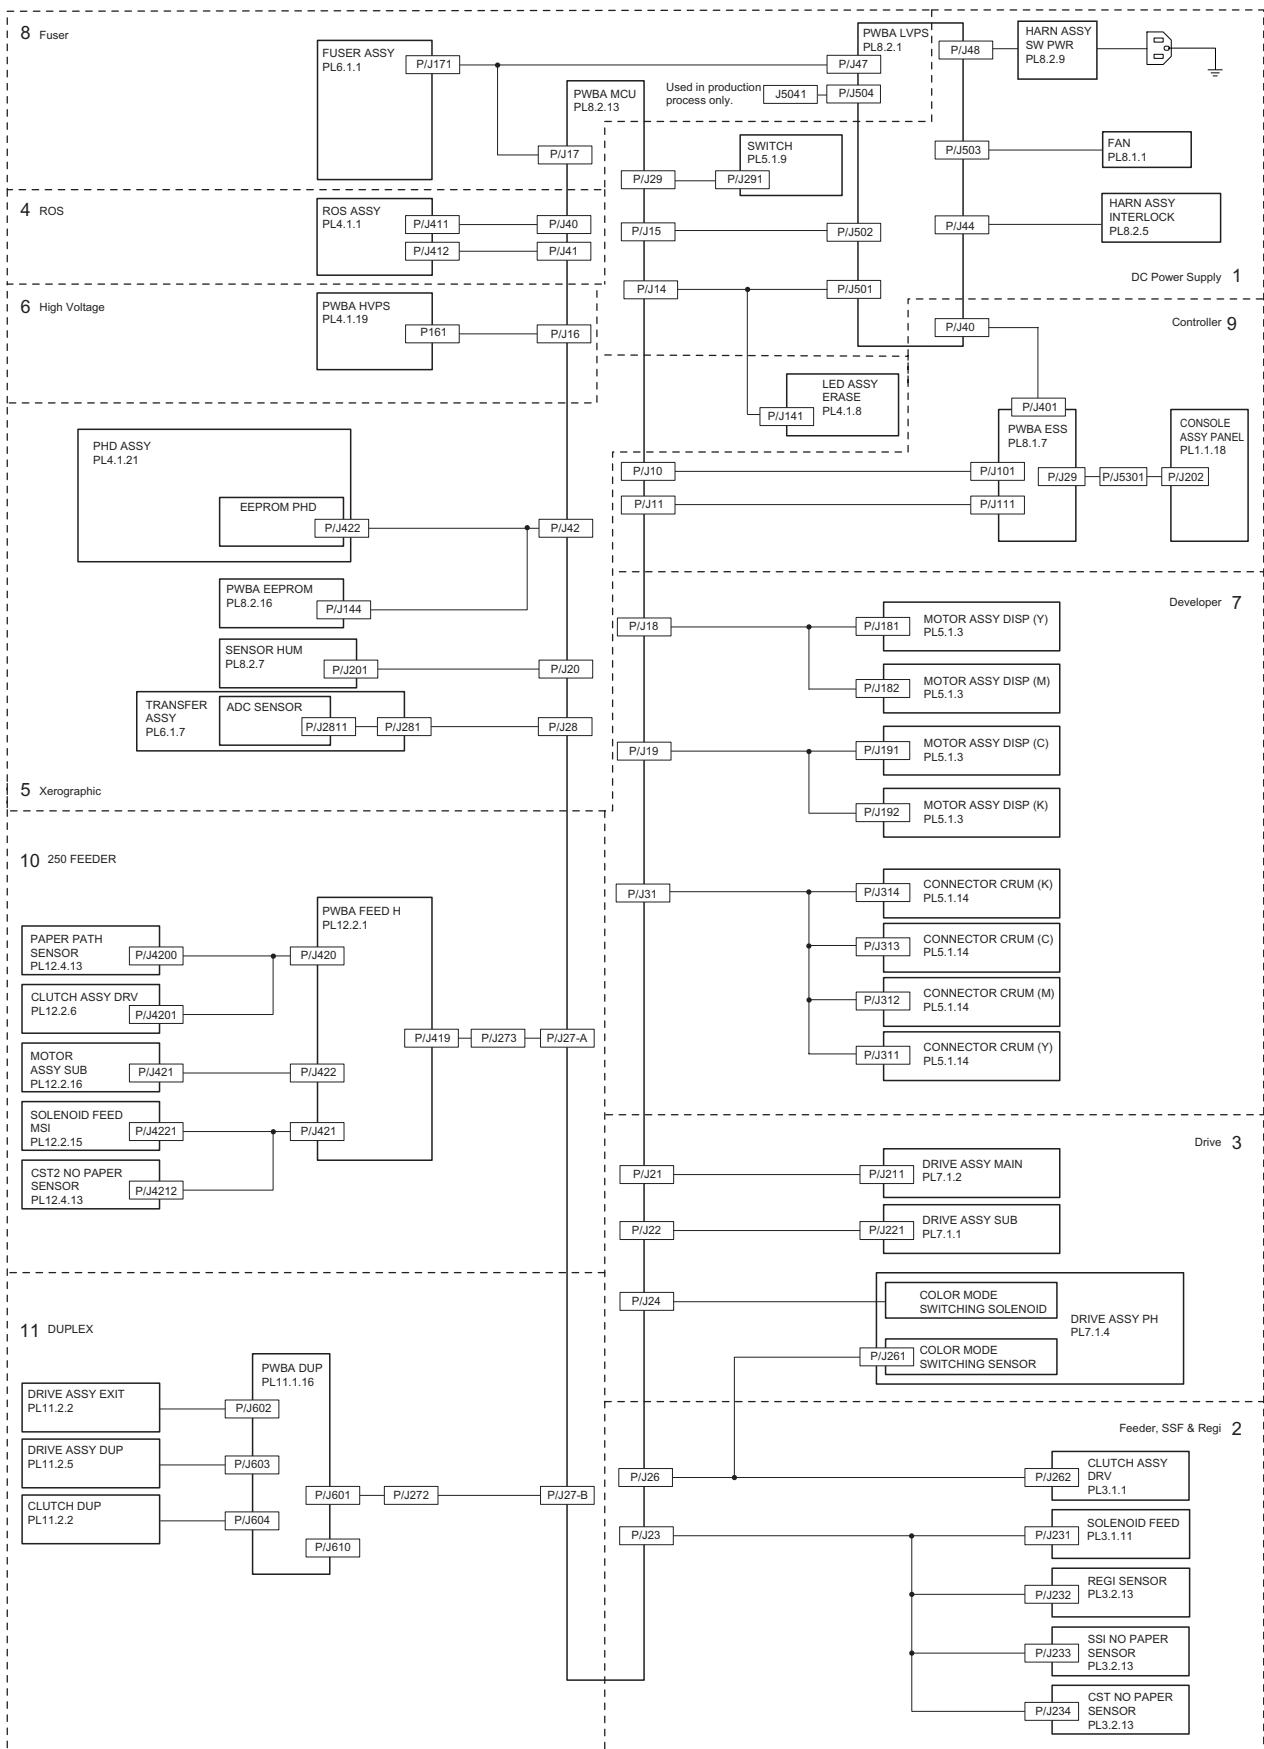 8 Fuser
FUSER ASSY
PL6.1.1
P/J171
PWBA MCU
PL8.2.13
P/J17
PWBA LVPS
PL8.2.1
P/J47
Used in production
process only.
J5041
P/J504
P/J48
HARN ASSY
SW PWR
PL8.2.9
P/J503
FAN
PL8.1.1
P/J44
HARN ASSY
INTERLOCK
PL8.2.5
DC Power Supply 1
SWITCH
PL5.1.9
P/J29
P/J291
P/J15
P/J502
P/J14
P/J501
P/J40
LED ASSY
ERASE
PL4.1.8
P/J141
4 ROS
ROS ASSY
PL4.1.1
P/J411
P/J40
P/J412
P/J41
6 High Voltage
PWBA HVPS
PL4.1.19
P161
P/J16
Controller 9
P/J401
PWBA ESS
PL8.1.7
CONSOLE
ASSY PANEL
PL1.1.18
P/J10
P/J101
P/J29
P/J5301
P/J202
P/J11
P/J111
PHD ASSY
PL4.1.21
EEPROM PHD
P/J422
P/J42
PWBA EEPROM
PL8.2.16
P/J144
SENSOR HUM
PL8.2.7
P/J201
P/J20
TRANSFER
ASSY
PL6.1.7
ADC SENSOR
P/J2811
P/J281
P/J28
5 Xerographic
Developer 7
P/J18
P/J181
MOTOR ASSY DISP (Y)
PL5.1.3
P/J182
MOTOR ASSY DISP (M)
PL5.1.3
P/J19
P/J191
MOTOR ASSY DISP (C)
PL5.1.3
P/J192
MOTOR ASSY DISP (K)
PL5.1.3
P/J31
P/J314
CONNECTOR CRUM (K)
PL5.1.14
P/J313
CONNECTOR CRUM (C)
PL5.1.14
P/J312
CONNECTOR CRUM (M)
PL5.1.14
P/J311
CONNECTOR CRUM (Y)
PL5.1.14
10 250 FEEDER
PWBA FEED H
PL12.2.1
PAPER PATH
SENSOR
PL12.4.13
P/J4200
P/J420
CLUTCH ASSY DRV
PL12.2.6
P/J4201
P/J419
P/J273
P/J27-A
MOTOR
ASSY SUB
PL12.2.16
P/J421
P/J422
SOLENOID FEED
MSI
PL12.2.15
P/J4221
P/J421
CST2 NO PAPER
SENSOR
PL12.4.13
P/J4212
Drive 3
P/J21
P/J211
DRIVE ASSY MAIN
PL7.1.2
P/J22
P/J221
DRIVE ASSY SUB
PL7.1.1
P/J24
COLOR MODE
SWITCHING SOLENOID
DRIVE ASSY PH
PL7.1.4
P/J261
COLOR MODE
SWITCHING SENSOR
11 DUPLEX
PWBA DUP
PL11.1.16
DRIVE ASSY EXIT
PL11.2.2
P/J602
DRIVE ASSY DUP
PL11.2.5
P/J603
CLUTCH DUP
PL11.2.2
P/J604
P/J601
P/J272
P/J27-B
P/J610
Feeder, SSF & Regi 2
P/J26
P/J262
CLUTCH ASSY
DRV
PL3.1.1
P/J23
P/J231
SOLENOID FEED
PL3.1.11
P/J232
REGI SENSOR
PL3.2.13
P/J233
SSI NO PAPER
SENSOR
PL3.2.13
P/J234
CST NO PAPER
SENSOR
PL3.2.13